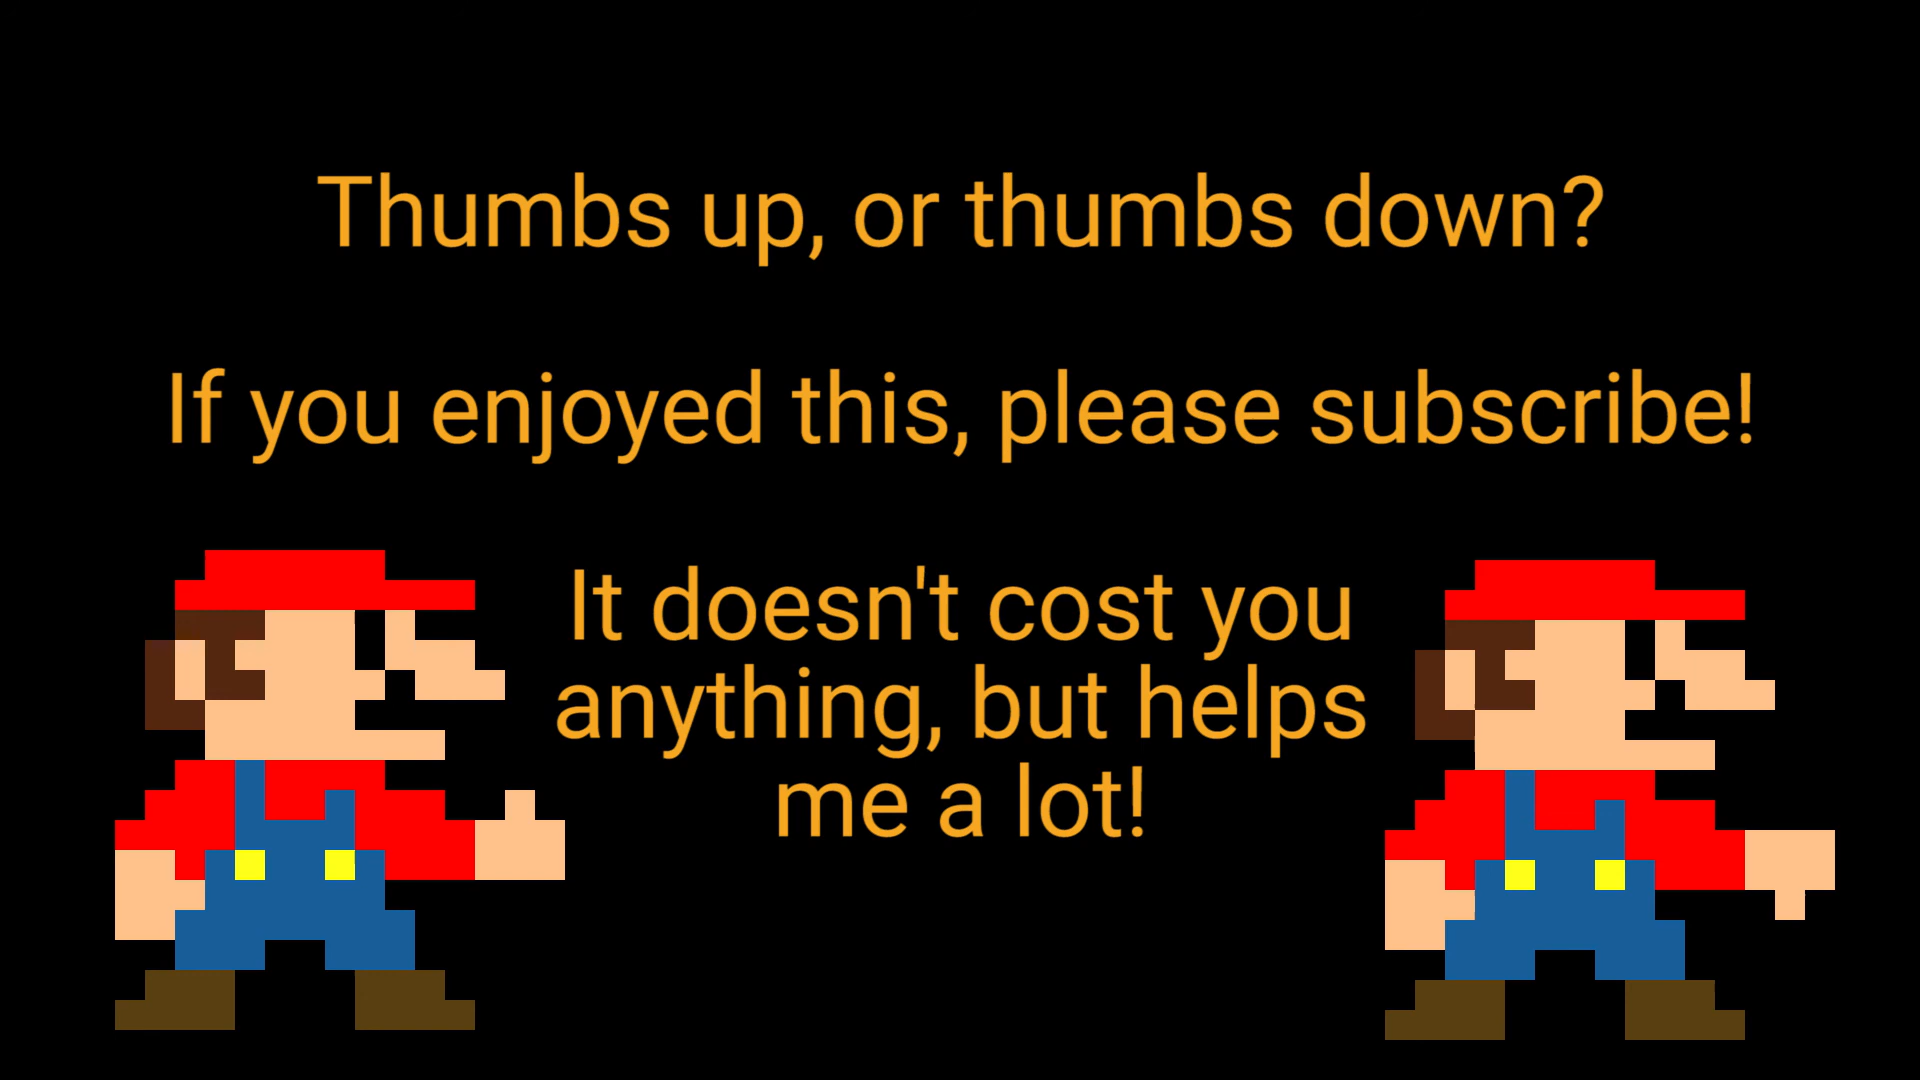 Thumbs up, or thumbs down?
If you enjoyed this, please subscribe!
It doesn't cost you
anything, but helps
me a lot!